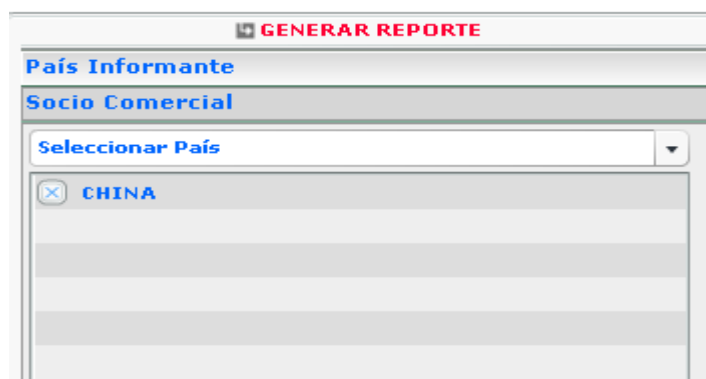 GENERAR REPORTE
País Informante
Socio Comercial
Seleccionar País
CHINA